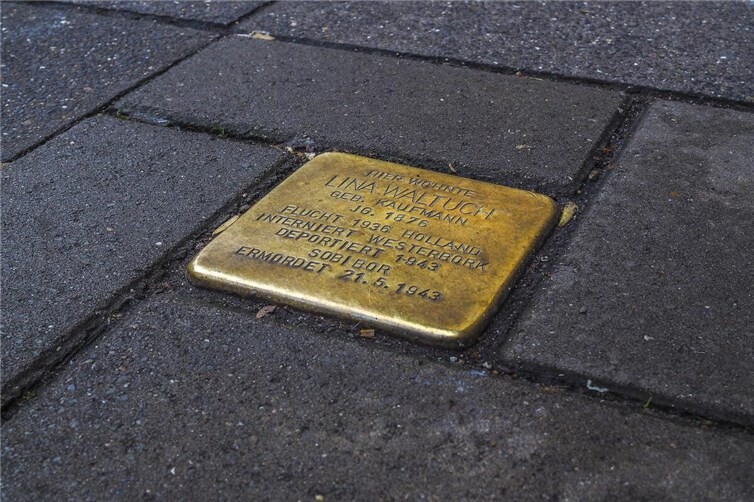 HIER WOHNTE
LINA WALTUCH
GEB. KAUFMANN
JG. 1876
FLUCHT 1936 HOLLAND
INTERNIERT WESTERBORK
DEPORTIERT 1943
SOBIBOR
ERMORDET 21.5.1943